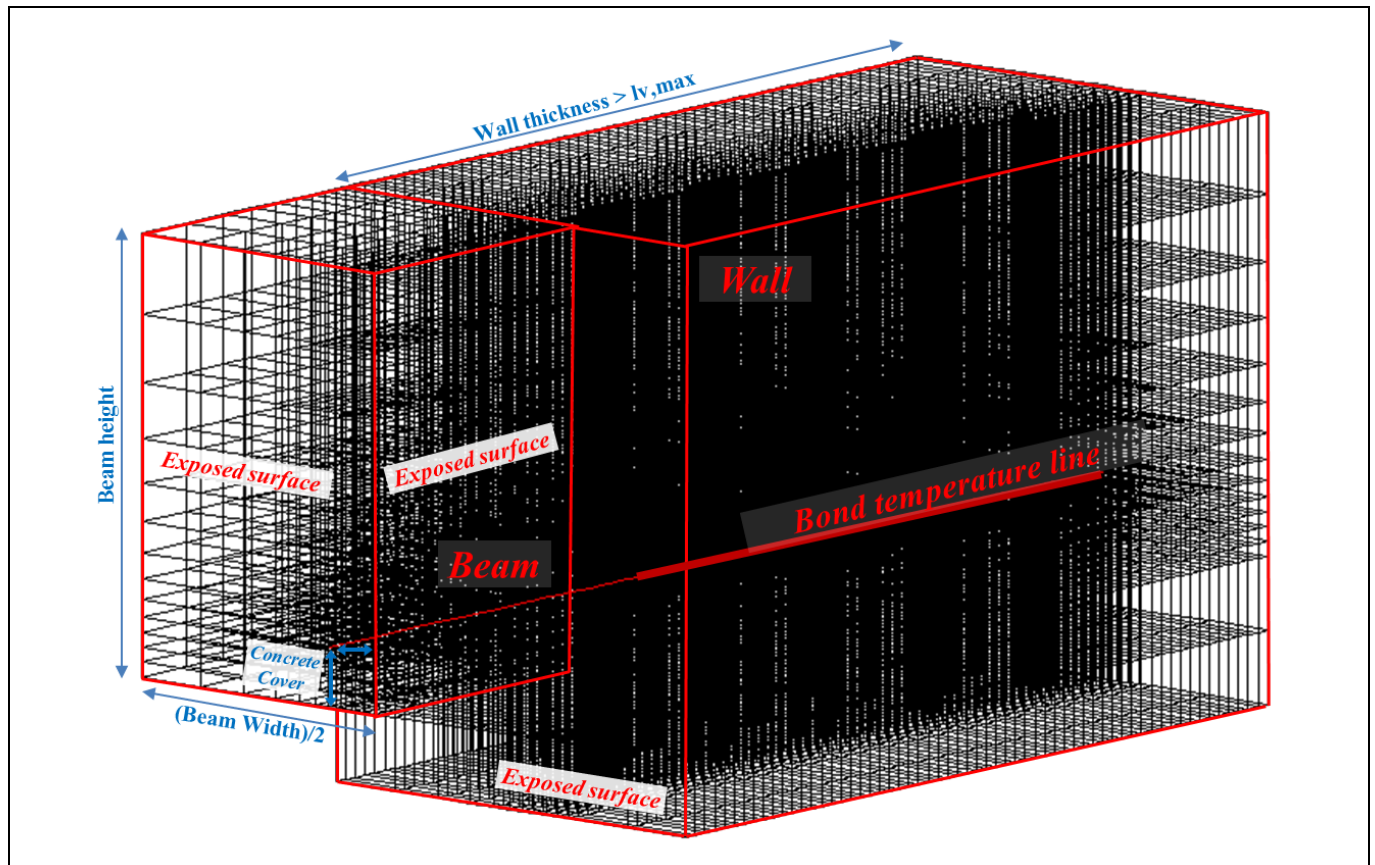 Wall thickness > lv,max
Wall
Beam height
Exposed surface
Exposed surface
Bond temperature line
Beam
Concrete
Cover
(Beam Width)/2
Exposed surface